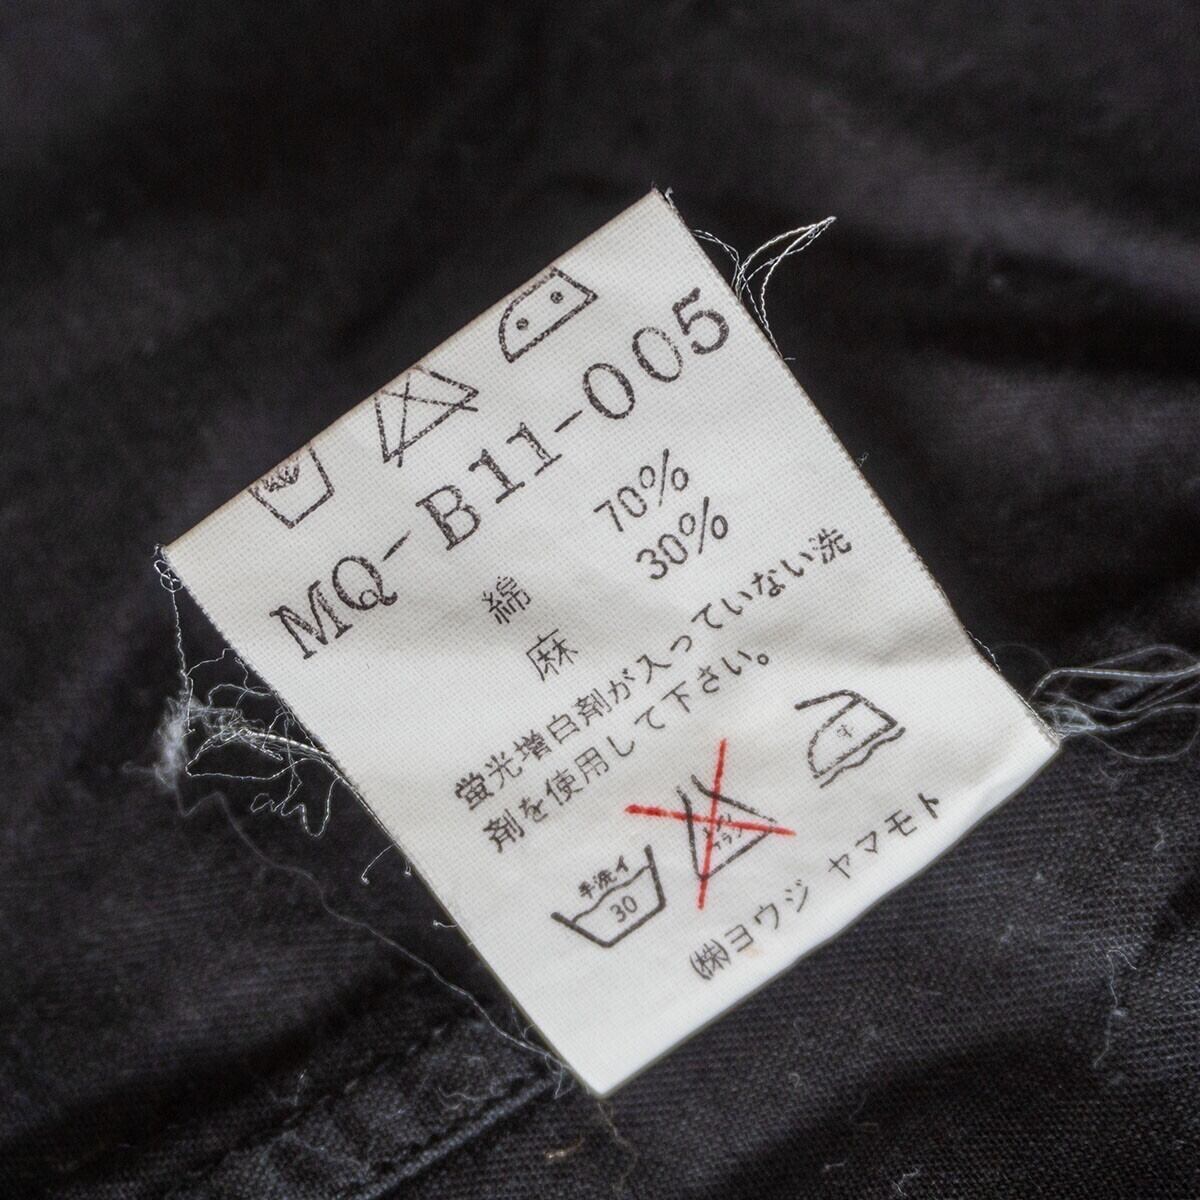 MQ-B11-005
綿 70%
麻 30%
蛍光増白剤が入っていない洗
剤を使用して下さい。
手洗イ
30
(株)ヨウジ ヤマモト